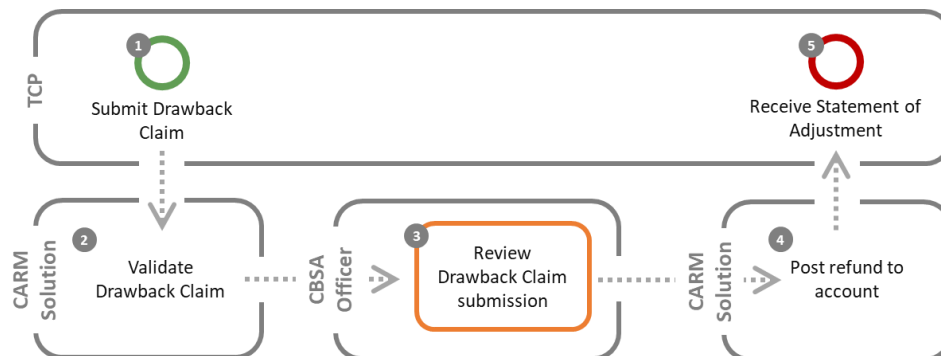 TCP
1
Submit Drawback
Claim
5
Receive Statement of
Adjustment
CARM
Solution
2
Validate
Drawback Claim
CBSA
Officer
3
Review
Drawback Claim
submission
CARM
Solution
4
Post refund to
account